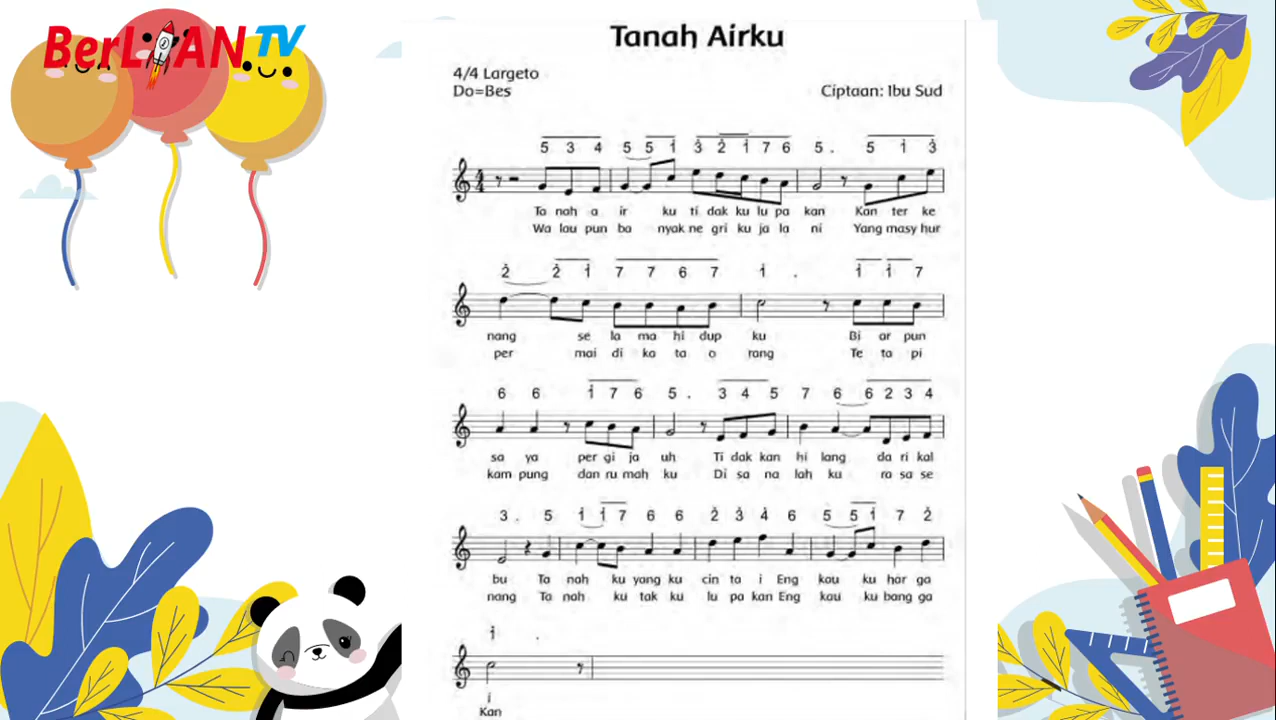 BerLIAN TV
Tanah Airku
4/4 Largeto
Do=Bes
Ciptaan: Ibu Sud
5 3 4 5 5 1̇ 3̇ 2̇ 1̇ 7 6 5 . 5 1̇ 3̇
Ta nah a ir ku ti dak ku lu pa kan Kan ter ke
Wa lau pun ba nyak ne gri ku ja la ni Yang masy hur
2̇ 2̇ 1̇ 7 7 6 7 1̇ . 1̇ 1̇ 7
nang se la ma hi dup ku Bi ar pun
per mai di ka ta o rang Te ta pi
6 6 1̇ 7 6 5 . 3 4 5 7 6 6 2 3 4
sa ya per gi ja uh Ti dak kan hi lang da ri kal
kam pung dan ru mah ku Di sa na lah ku ra sa se
3 . 5 1̇ 1̇ 7 6 6 2̇ 3̇ 4̇ 6 5 5 1̇ 7 2̇
bu Ta nah ku yang ku cin ta i Eng kau ku har ga
nang Ta nah ku tak ku lu pa kan Eng kau ku bang ga
1̇ .
i
Kan